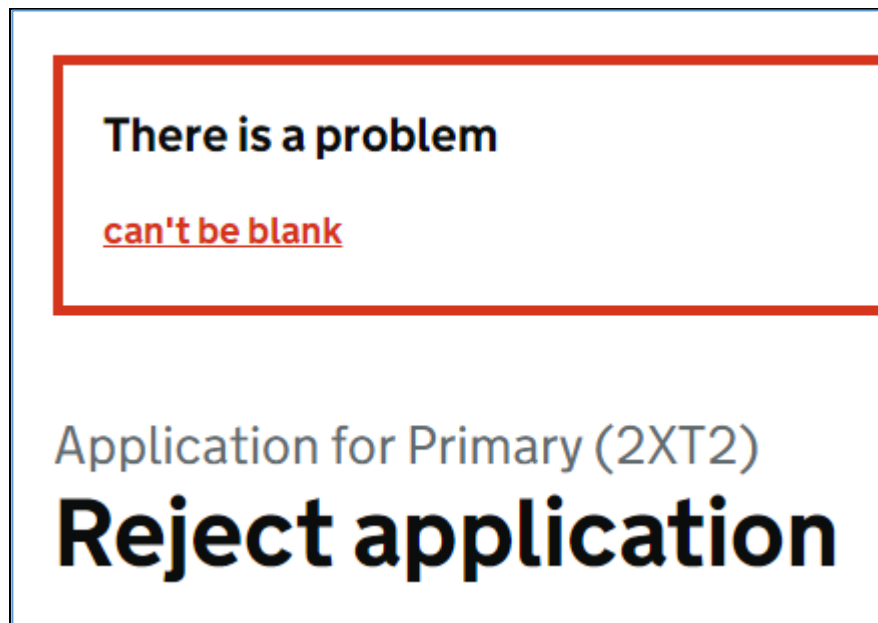 There is a problem
can't be blank
Application for Primary (2XT2)
Reject application